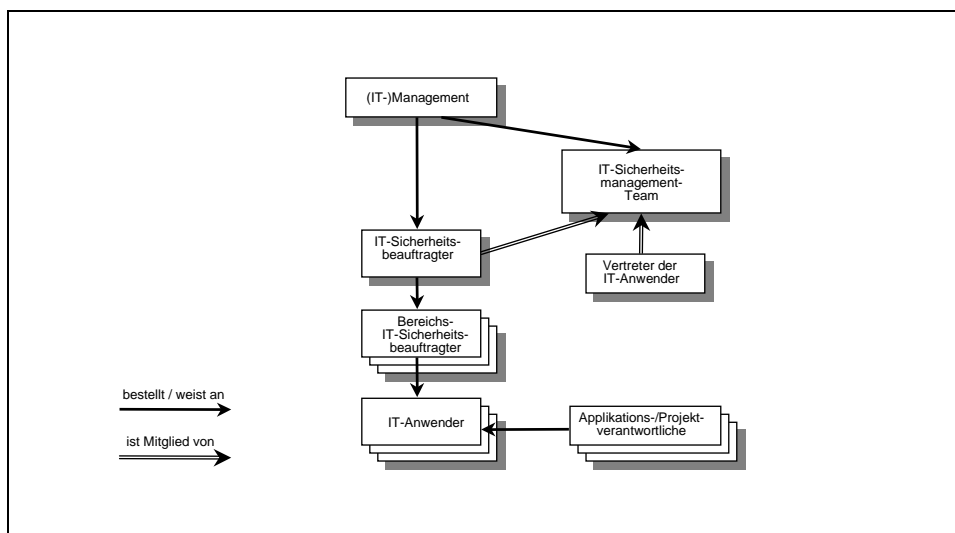 (IT-)Management
IT-Sicherheits-
management-
Team
IT-Sicherheits-
beauftragter
Vertreter der
IT-Anwender
Bereichs-
IT-Sicherheits-
beauftragter
bestellt / weist an
IT-Anwender
Applikations-/Projekt-
verantwortliche
ist Mitglied von